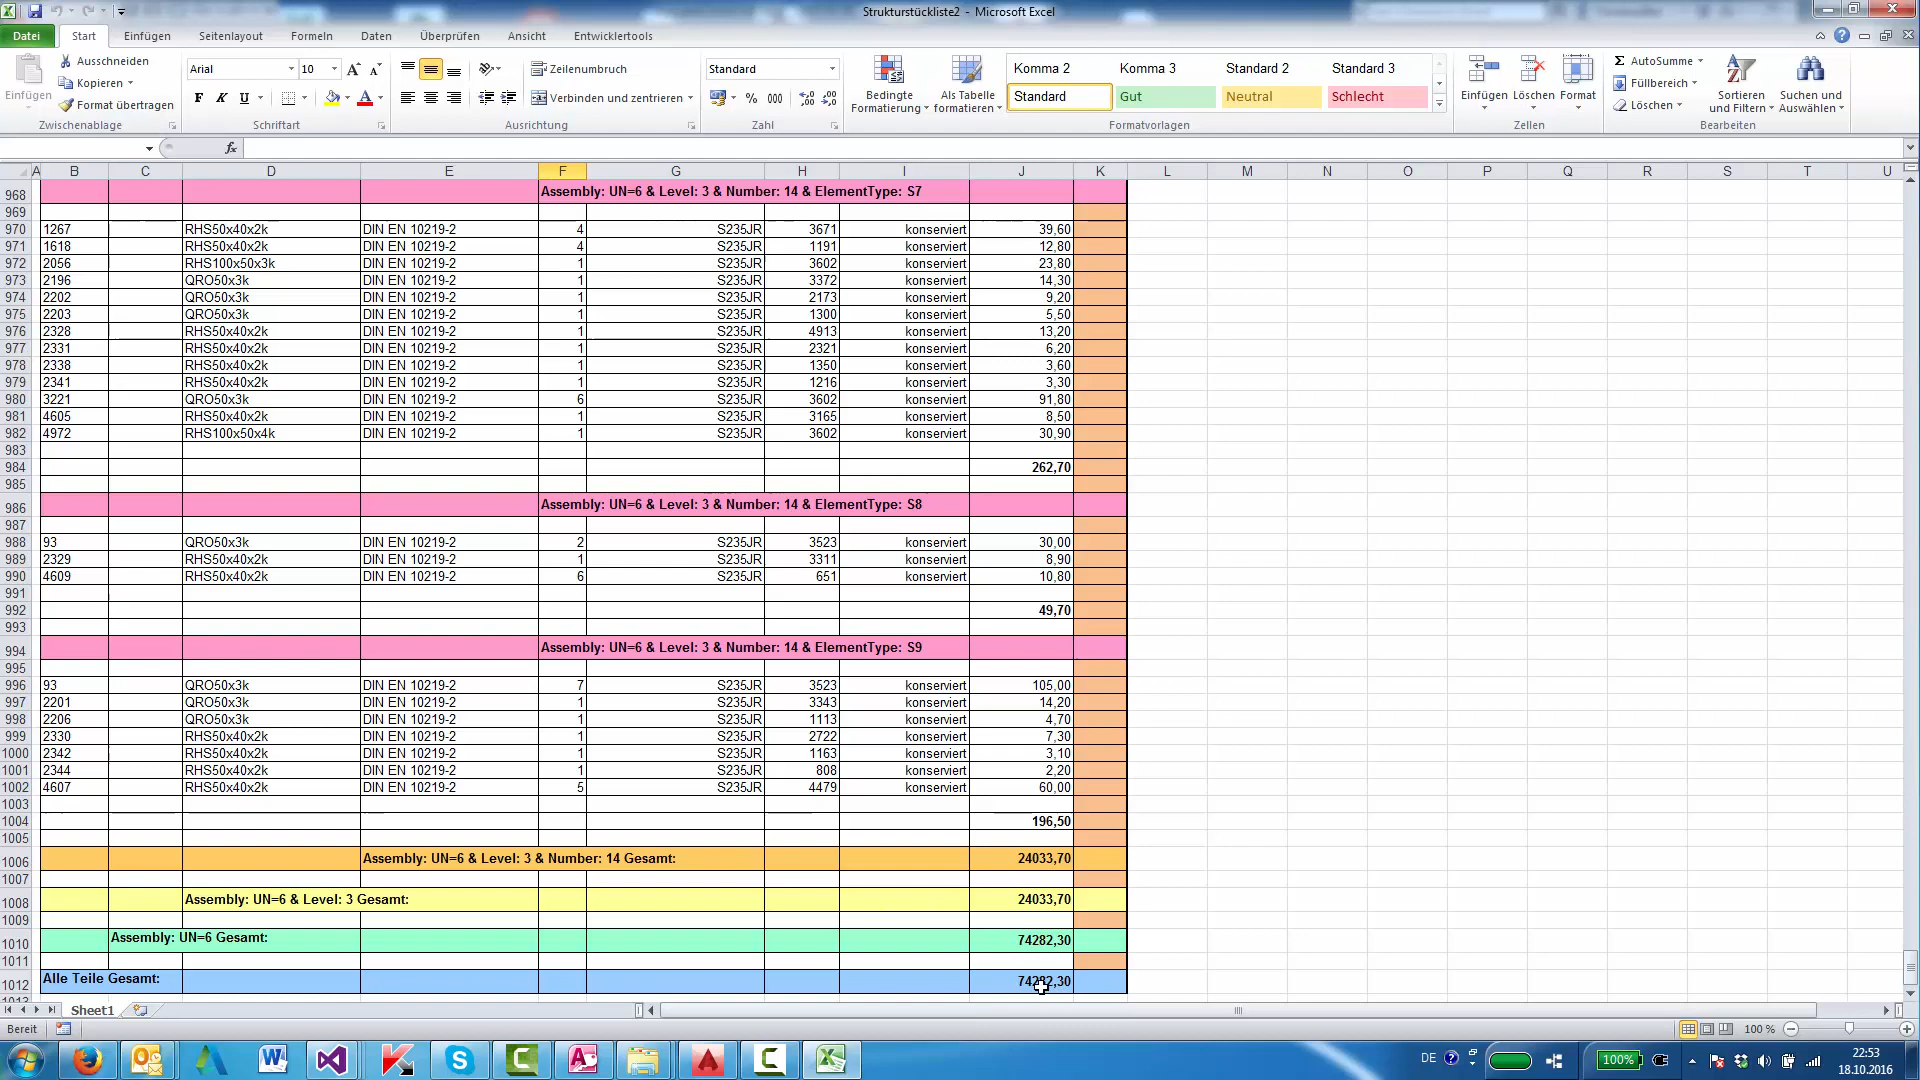 Strukturstückliste2 - Microsoft Excel
Datei Start Einfügen Seitenlayout Formeln Daten Überprüfen Ansicht Entwicklertools
Einfügen Ausschneiden Kopieren Format übertragen Zwischenablage
Arial 10 F K U Schriftart
Zeilenumbruch Verbinden und zentrieren Ausrichtung
Standard % 000 Zahl
Bedingte Formatierung Als Tabelle formatieren
Komma 2 Komma 3 Standard 2 Standard 3
Standard Gut Neutral Schlecht
Formatvorlagen
Einfügen Löschen Format Zellen
AutoSumme Füllbereich Löschen Sortieren und Filtern Suchen und Auswählen Bearbeiten
fx
A B C D E F G H I J K L M N O P Q R S T U
968 Assembly: UN=6 & Level: 3 & Number: 14 & ElementType: S7
969
970 1267 RHS50x40x2k DIN EN 10219-2 4 S235JR 3671 konserviert 39,60
971 1618 RHS50x40x2k DIN EN 10219-2 4 S235JR 1191 konserviert 12,80
972 2056 RHS100x50x3k DIN EN 10219-2 1 S235JR 3602 konserviert 23,80
973 2196 QRO50x3k DIN EN 10219-2 1 S235JR 3372 konserviert 14,30
974 2202 QRO50x3k DIN EN 10219-2 1 S235JR 2173 konserviert 9,20
975 2203 QRO50x3k DIN EN 10219-2 1 S235JR 1300 konserviert 5,50
976 2328 RHS50x40x2k DIN EN 10219-2 1 S235JR 4913 konserviert 13,20
977 2331 RHS50x40x2k DIN EN 10219-2 1 S235JR 2321 konserviert 6,20
978 2338 RHS50x40x2k DIN EN 10219-2 1 S235JR 1350 konserviert 3,60
979 2341 RHS50x40x2k DIN EN 10219-2 1 S235JR 1216 konserviert 3,30
980 3221 QRO50x3k DIN EN 10219-2 6 S235JR 3602 konserviert 91,80
981 4605 RHS50x40x2k DIN EN 10219-2 1 S235JR 3165 konserviert 8,50
982 4972 RHS100x50x4k DIN EN 10219-2 1 S235JR 3602 konserviert 30,90
983
984 262,70
985
986 Assembly: UN=6 & Level: 3 & Number: 14 & ElementType: S8
987
988 93 QRO50x3k DIN EN 10219-2 2 S235JR 3523 konserviert 30,00
989 2329 RHS50x40x2k DIN EN 10219-2 1 S235JR 3311 konserviert 8,90
990 4609 RHS50x40x2k DIN EN 10219-2 6 S235JR 651 konserviert 10,80
991
992 49,70
993
994 Assembly: UN=6 & Level: 3 & Number: 14 & ElementType: S9
995
996 93 QRO50x3k DIN EN 10219-2 7 S235JR 3523 konserviert 105,00
997 2201 QRO50x3k DIN EN 10219-2 1 S235JR 3343 konserviert 14,20
998 2206 QRO50x3k DIN EN 10219-2 1 S235JR 1113 konserviert 4,70
999 2330 RHS50x40x2k DIN EN 10219-2 1 S235JR 2722 konserviert 7,30
1000 2342 RHS50x40x2k DIN EN 10219-2 1 S235JR 1163 konserviert 3,10
1001 2344 RHS50x40x2k DIN EN 10219-2 1 S235JR 808 konserviert 2,20
1002 4607 RHS50x40x2k DIN EN 10219-2 5 S235JR 4479 konserviert 60,00
1003
1004 196,50
1005
1006 Assembly: UN=6 & Level: 3 & Number: 14 Gesamt: 24033,70
1007
1008 Assembly: UN=6 & Level: 3 Gesamt: 24033,70
1009
1010 Assembly: UN=6 Gesamt: 74282,30
1011
1012 Alle Teile Gesamt: 74282,30
Sheet1
Bereit 100 %
DE 100% 22:53
18.10.2016